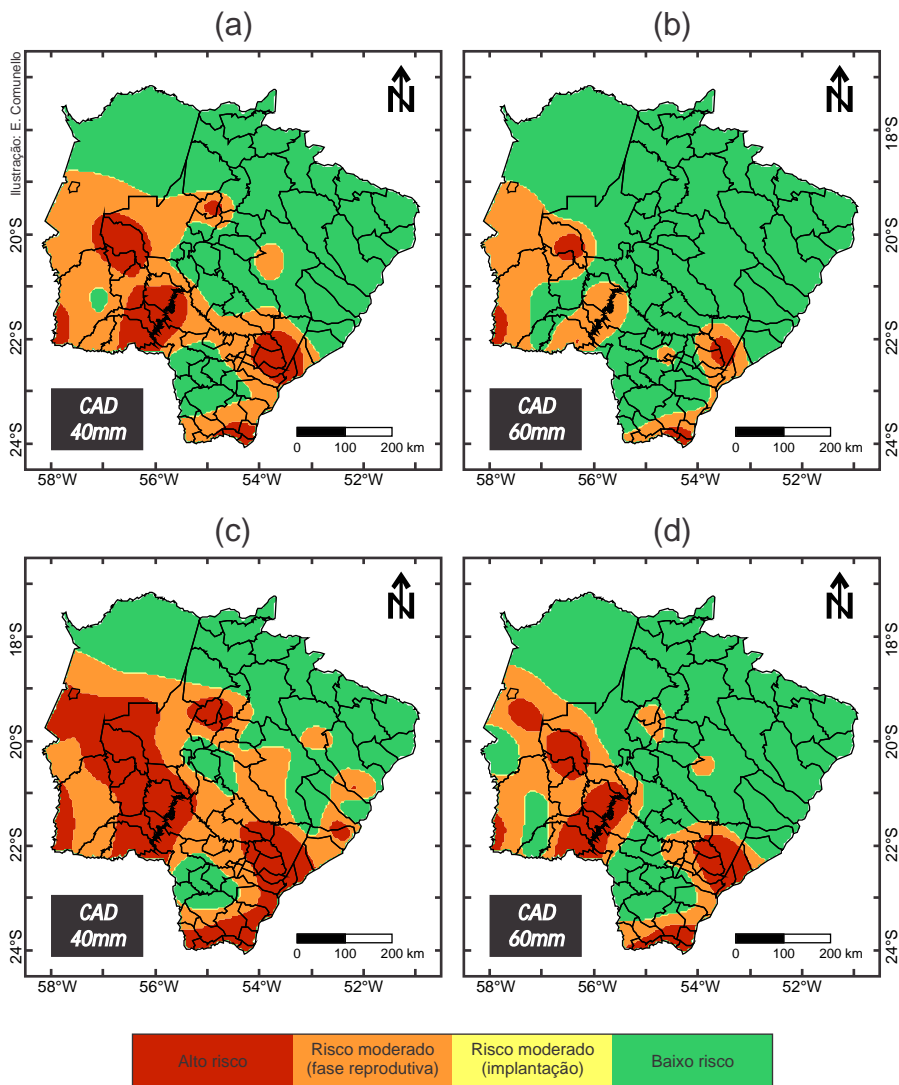 (a)
(b)
Ilustração: E. Comunello
N
N
18°S
20°S
20°S
22°S
22°S
24°S
24°S
CAD
40mm
0 100 200 km
CAD
60mm
0 100 200 km
58°W 56°W 54°W 52°W
58°W 56°W 54°W 52°W
(c)
(d)
N
N
18°S
18°S
20°S
20°S
22°S
22°S
24°S
24°S
CAD
40mm
0 100 200 km
CAD
60mm
0 100 200 km
58°W 56°W 54°W 52°W
58°W 56°W 54°W 52°W
Alto risco
Risco moderado
(fase reprodutiva)
Risco moderado
(implantação)
Baixo risco